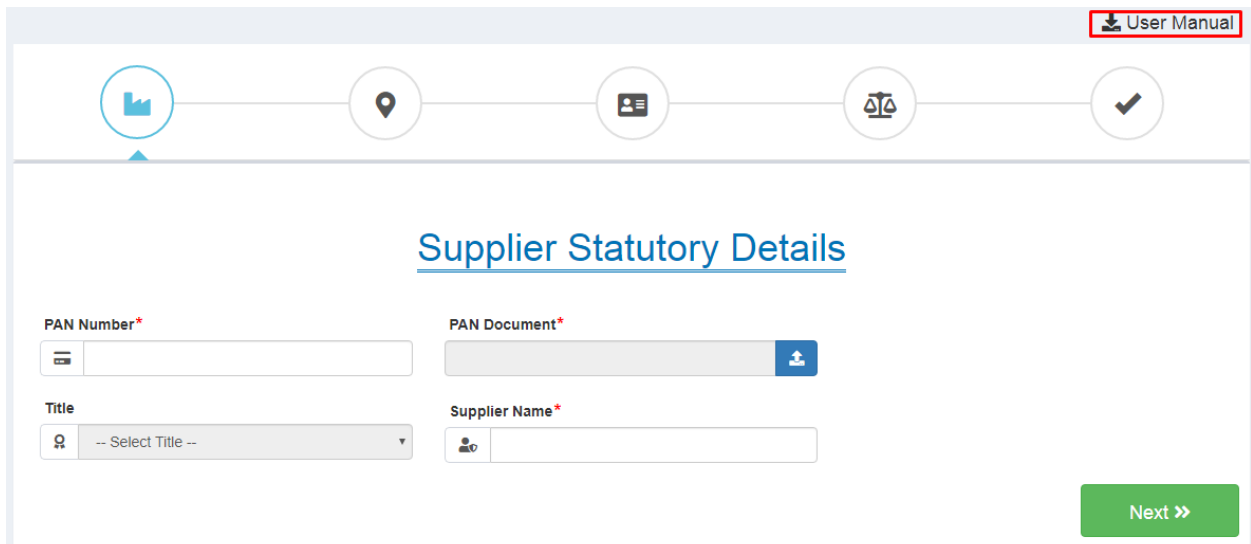 User Manual
Supplier Statutory Details
PAN Number*
PAN Document*
Title
Supplier Name*
-- Select Title --
Next »